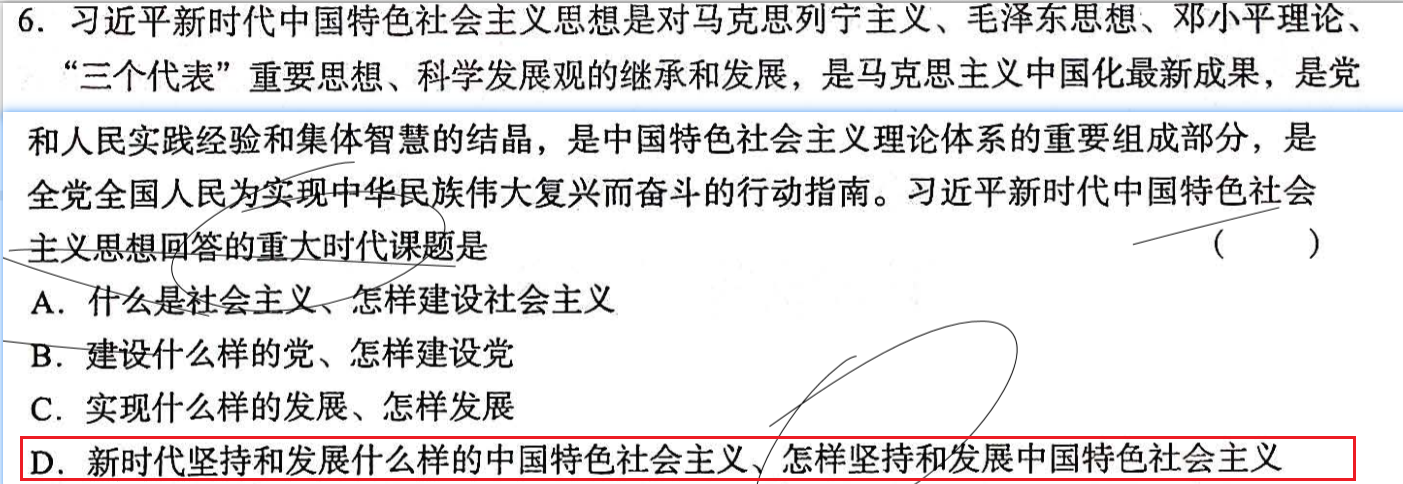 6. 习近平新时代中国特色社会主义思想是对马克思列宁主义、毛泽东思想、邓小平理论、
“三个代表”重要思想、科学发展观的继承和发展，是马克思主义中国化最新成果，是党
和人民实践经验和集体智慧的结晶，是中国特色社会主义理论体系的重要组成部分，是
全党全国人民为实现中华民族伟大复兴而奋斗的行动指南。习近平新时代中国特色社会
主义思想回答的重大时代课题是 （ ）
A. 什么是社会主义、怎样建设社会主义
B. 建设什么样的党、怎样建设党
C. 实现什么样的发展、怎样发展
D. 新时代坚持和发展什么样的中国特色社会主义、怎样坚持和发展中国特色社会主义